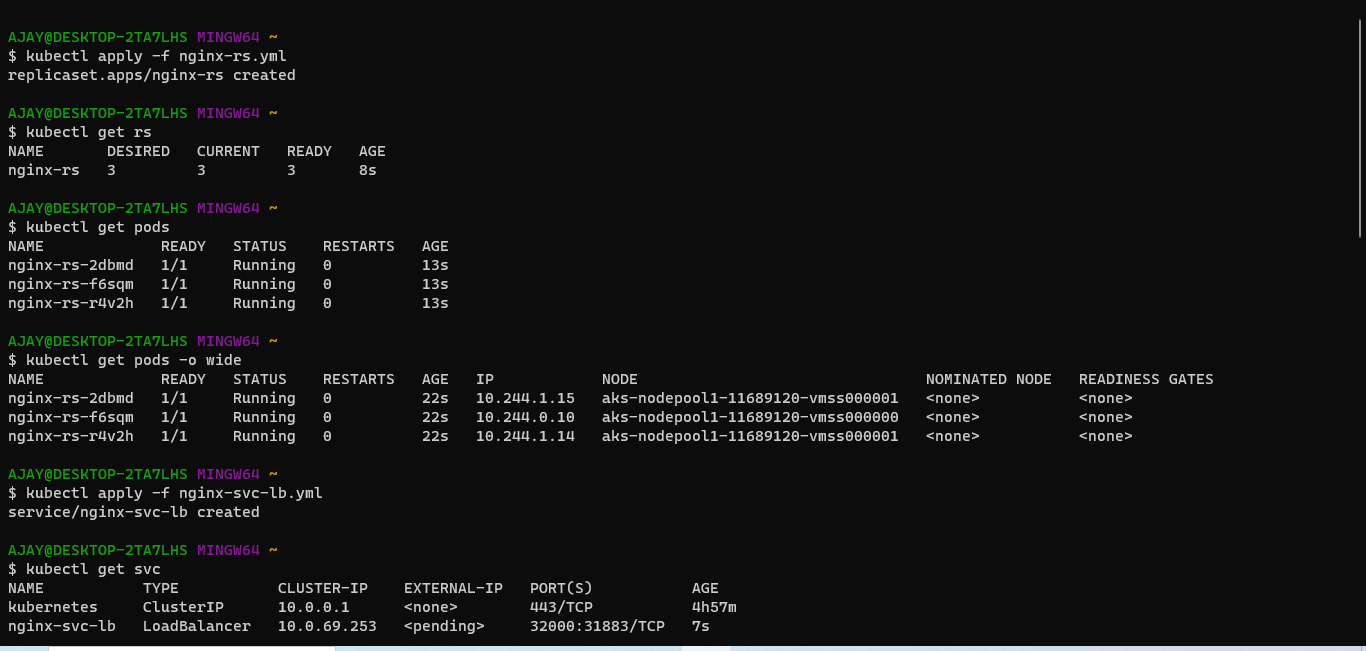 AJAY@DESKTOP-2TA7LHS MINGW64 ~
$ kubectl apply -f nginx-rs.yml
replicaset.apps/nginx-rs created
AJAY@DESKTOP-2TA7LHS MINGW64 ~
$ kubectl get rs
NAME       DESIRED   CURRENT   READY   AGE
nginx-rs   3         3         3       8s
AJAY@DESKTOP-2TA7LHS MINGW64 ~
$ kubectl get pods
NAME             READY   STATUS    RESTARTS   AGE
nginx-rs-2dbmd   1/1     Running   0          13s
nginx-rs-f6sqm   1/1     Running   0          13s
nginx-rs-r4v2h   1/1     Running   0          13s
AJAY@DESKTOP-2TA7LHS MINGW64 ~
$ kubectl get pods -o wide
NAME             READY   STATUS    RESTARTS   AGE   IP            NODE                                NOMINATED NODE   READINESS GATES
nginx-rs-2dbmd   1/1     Running   0          22s   10.244.1.15   aks-nodepool1-11689120-vmss000001   <none>           <none>
nginx-rs-f6sqm   1/1     Running   0          22s   10.244.0.10   aks-nodepool1-11689120-vmss000000   <none>           <none>
nginx-rs-r4v2h   1/1     Running   0          22s   10.244.1.14   aks-nodepool1-11689120-vmss000001   <none>           <none>
AJAY@DESKTOP-2TA7LHS MINGW64 ~
$ kubectl apply -f nginx-svc-lb.yml
service/nginx-svc-lb created
AJAY@DESKTOP-2TA7LHS MINGW64 ~
$ kubectl get svc
NAME           TYPE           CLUSTER-IP    EXTERNAL-IP   PORT(S)           AGE
kubernetes     ClusterIP      10.0.0.1      <none>        443/TCP           4h57m
nginx-svc-lb   LoadBalancer   10.0.69.253   <pending>     32000:31883/TCP   7s